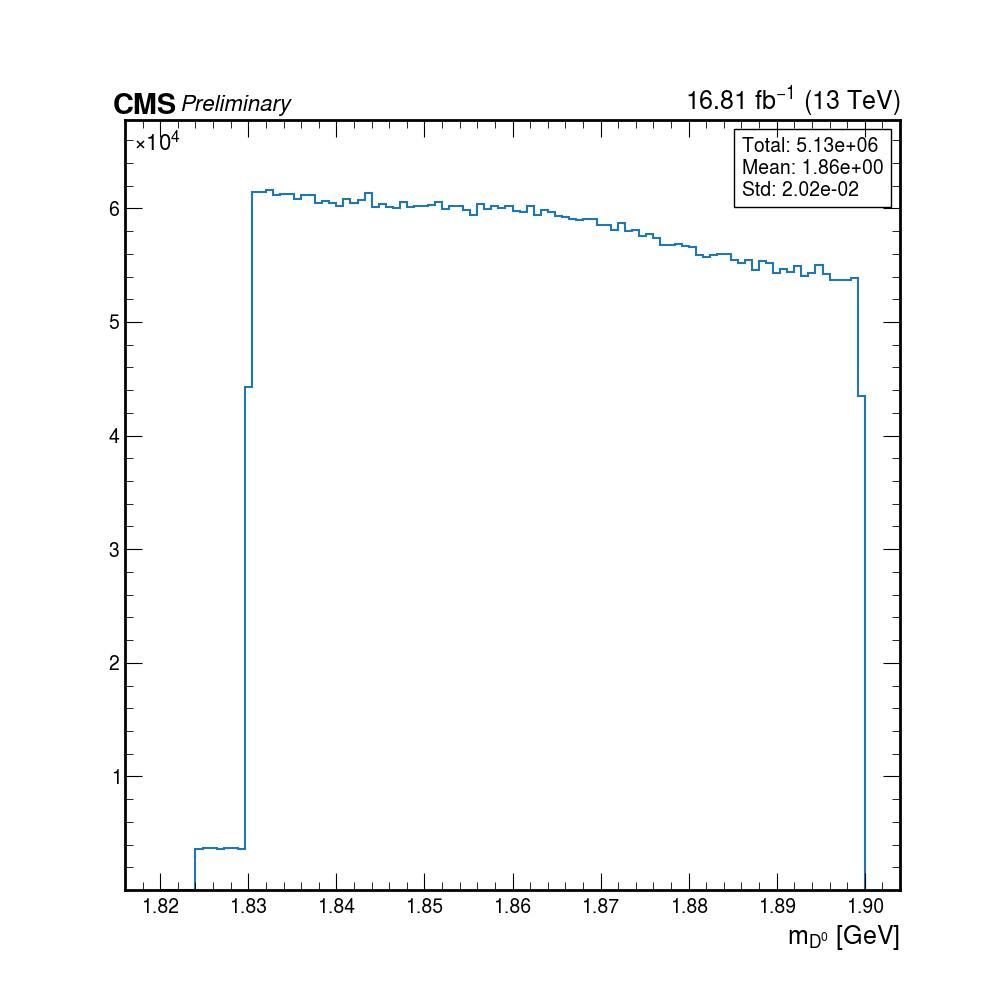 CMS Preliminary
16.81 fb⁻¹ (13 TeV)
×10⁴
Total: 5.13e+06
Mean: 1.86e+00
Std: 2.02e-02
6
5
4
3
2
1
1.82 1.83 1.84 1.85 1.86 1.87 1.88 1.89 1.90
m_D⁰ [GeV]